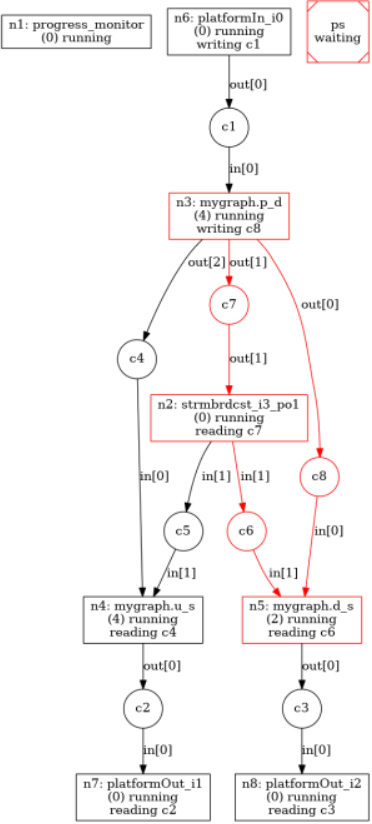 n1: progress_monitor
(0) running
n6: platformIn_i0
(0) running
writing c1
ps
waiting
out[0]
c1
in[0]
n3: mygraph.p_d
(4) running
writing c8
out[2]
out[1]
out[0]
c7
c4
out[1]
n2: strmbrdcst_i3_po1
(0) running
reading c7
in[0]
in[1]
in[1]
c8
c5
c6
in[0]
in[1]
in[1]
n4: mygraph.u_s
(4) running
reading c4
n5: mygraph.d_s
(2) running
reading c6
out[0]
out[0]
c2
c3
in[0]
in[0]
n7: platformOut_i1
(0) running
reading c2
n8: platformOut_i2
(0) running
reading c3